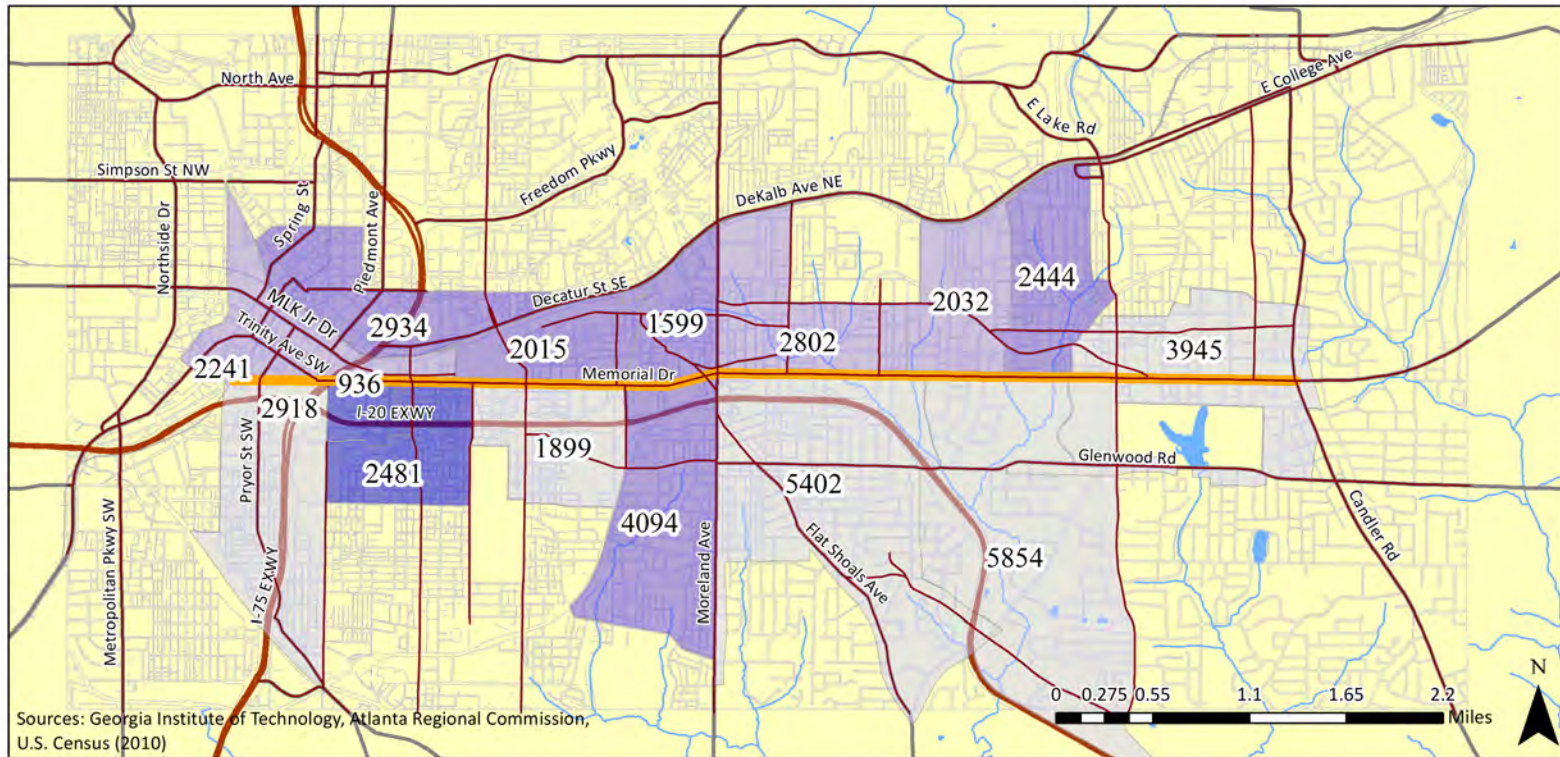 North Ave
E College Ave
E Lake Rd
Simpson St NW
Freedom Pkwy
Spring St
Piedmont Ave
DeKalb Ave NE
Northside Dr
2444
2032
Decatur St SE
MLK Jr Dr
2934
1599
2015
2802
3945
Trinity Ave SW
2241
936
Memorial Dr
2918
I-20 EXWY
1899
Glenwood Rd
Pryor St SW
2481
5402
4094
Candler Rd
Flat Shoals Ave
5854
Moreland Ave
I-75 EXWY
Metropolitan Pkwy SW
N
0 0.275 0.55 1.1 1.65 2.2
Miles
Sources: Georgia Institute of Technology, Atlanta Regional Commission,
U.S. Census (2010)